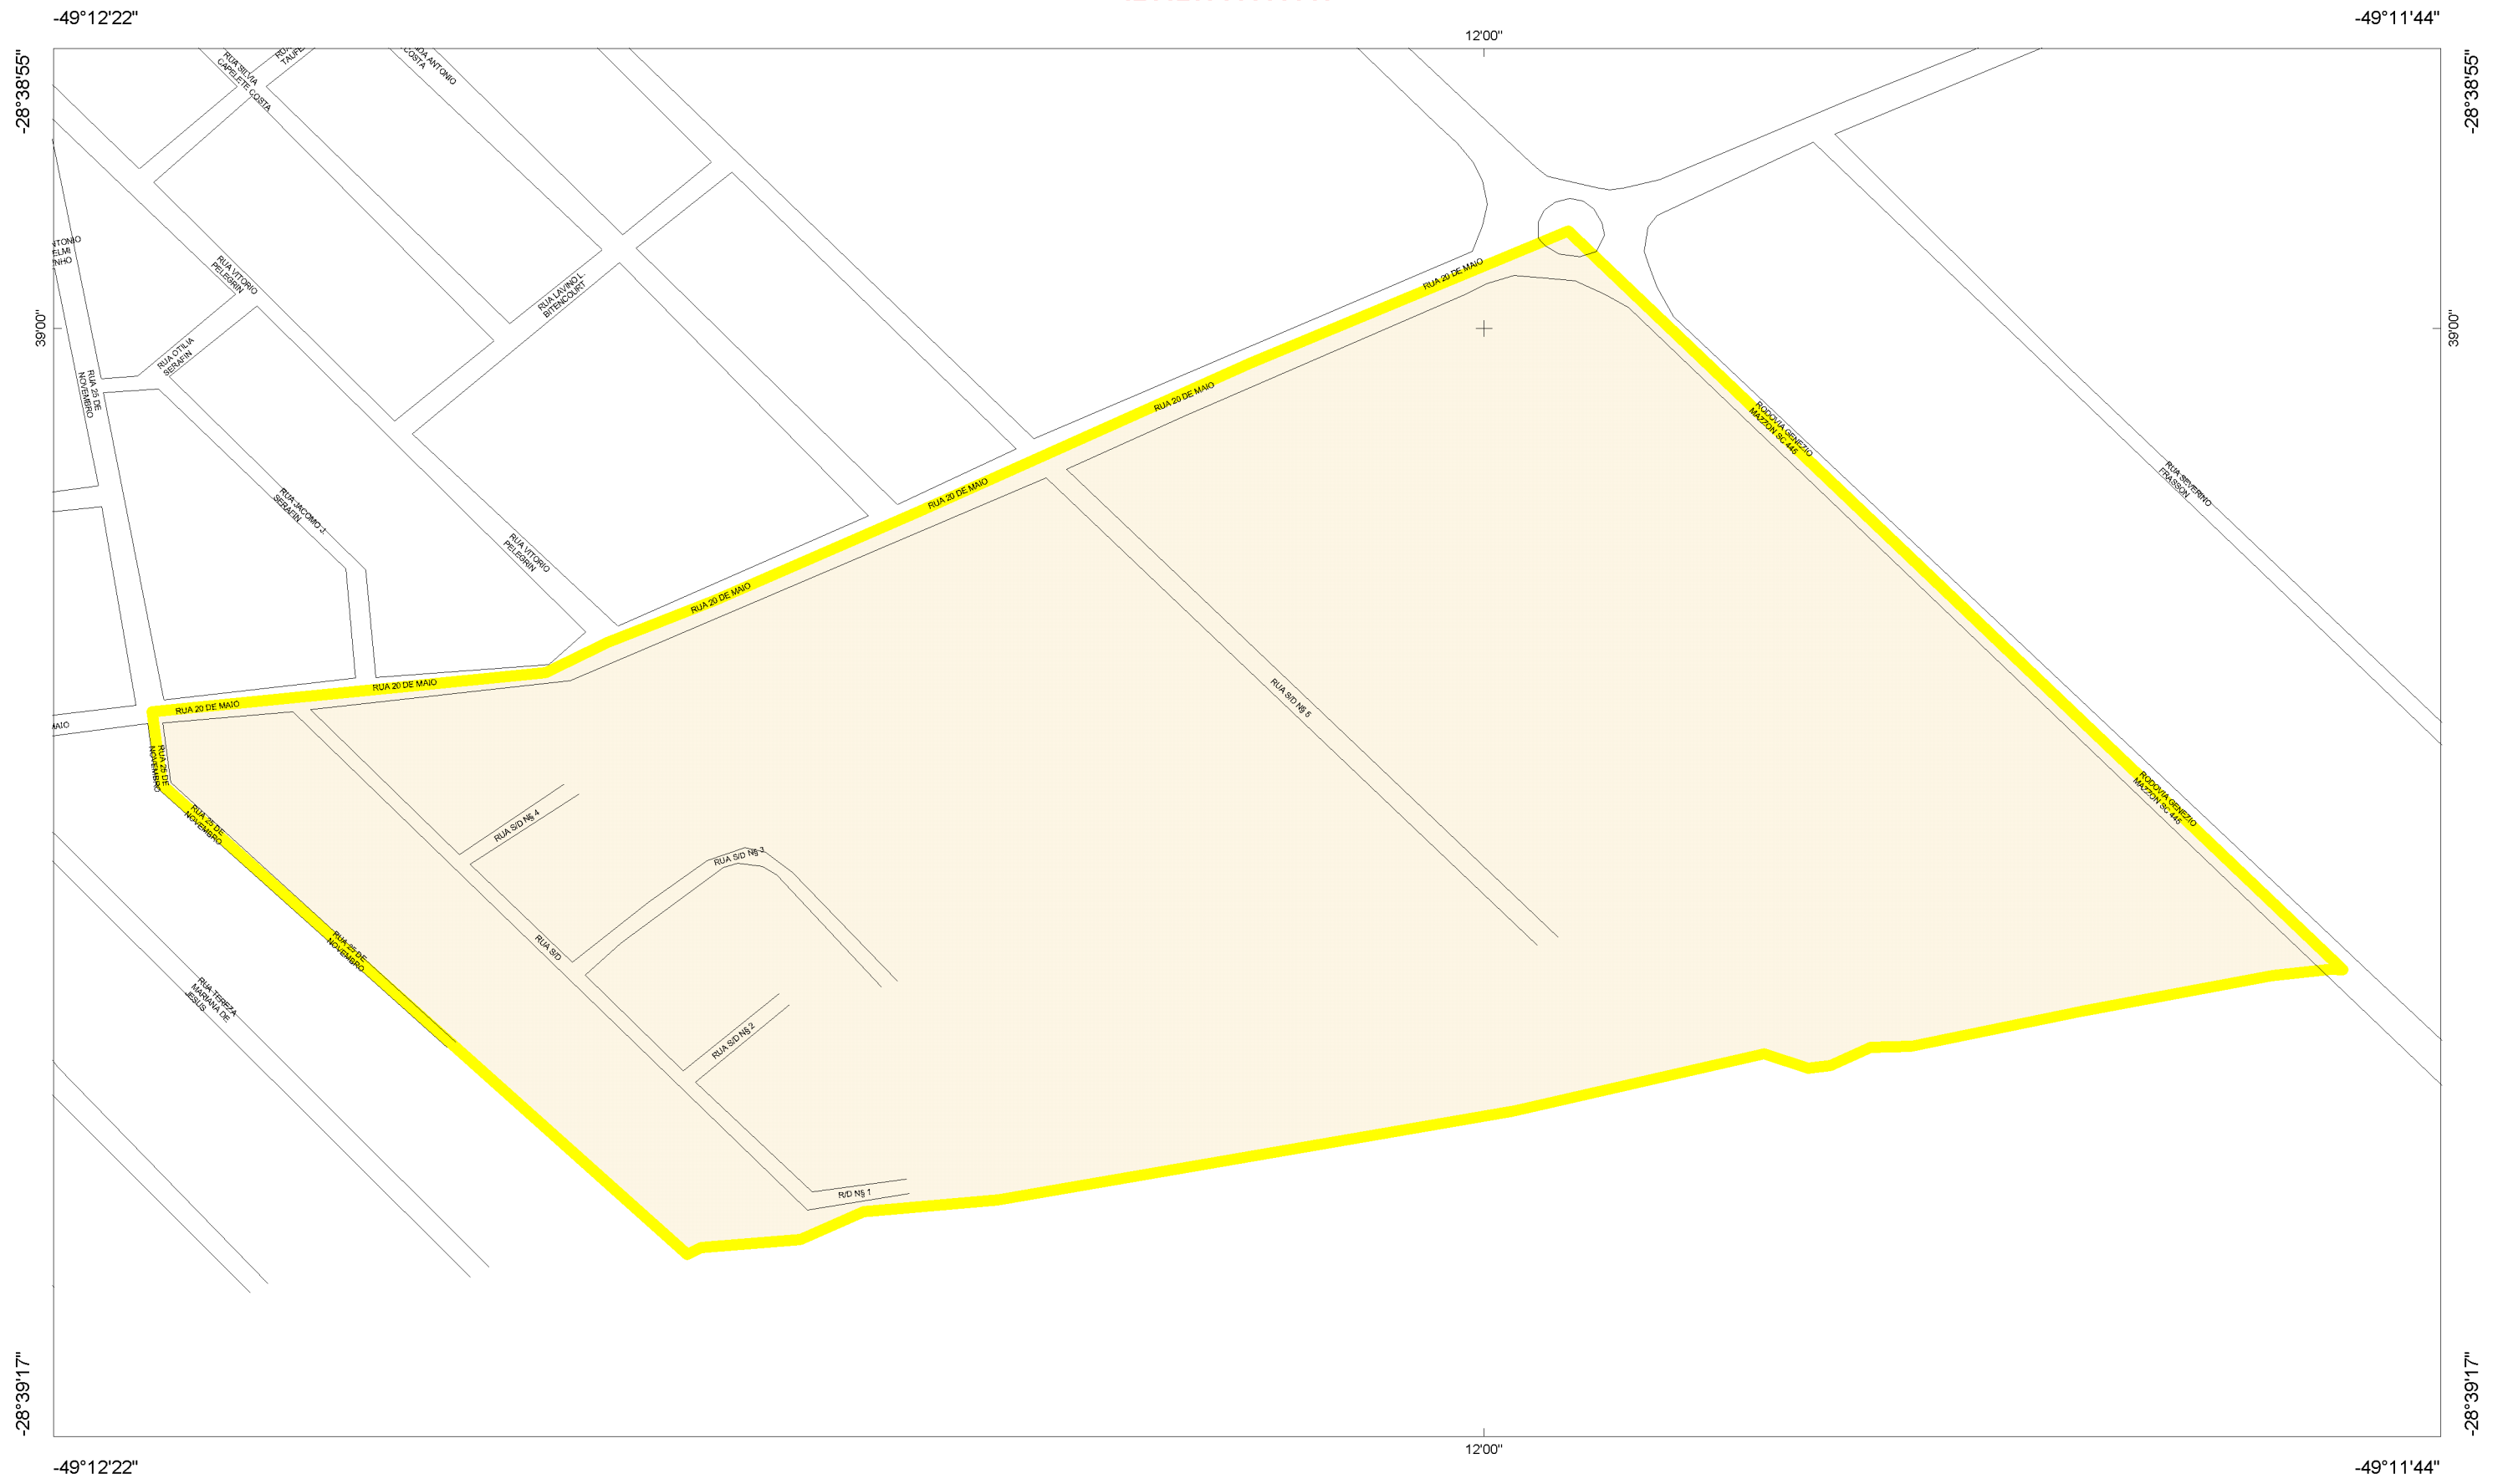 -49°12'22"
-49°11'44"
12'00"
-28°38'55"
-28°38'55"
RUA SILVIA
CAPELETE COSTA
RUA
TAUFE
DA ANTONIO
COSTA
NTONIO
ELMI
NHO
RUA VITORIO
PELEGRIN
RUA LAVINO L.
BITENCOURT
RUA 20 DE MAIO
39'00"
39'00"
RUA OTILIA
SERAFIN
RUA 25 DE
NOVEMBRO
RUA 20 DE MAIO
RODOVIA GENEZIO
MAZZON SC 445
RUA JACOMO J.
SERAFIN
RUA 20 DE MAIO
RUA SEVERINO
FRASSON
RUA VITORIO
PELEGRIN
RUA 20 DE MAIO
RUA 20 DE MAIO
RUA S/D N§ 5
RUA 20 DE MAIO
MAIO
RUA 25 DE
NOVEMBRO
RODOVIA GENEZIO
MAZZON SC 445
RUA 25 DE
NOVEMBRO
RUA S/D N§ 4
RUA S/D N§ 3
RUA 25 DE
NOVEMBRO
RUA S/D
RUA TEREZA
MARIANA DE
JESUS
RUA S/D N§ 2
R/D N§ 1
-28°39'17"
-28°39'17"
12'00"
-49°12'22"
-49°11'44"